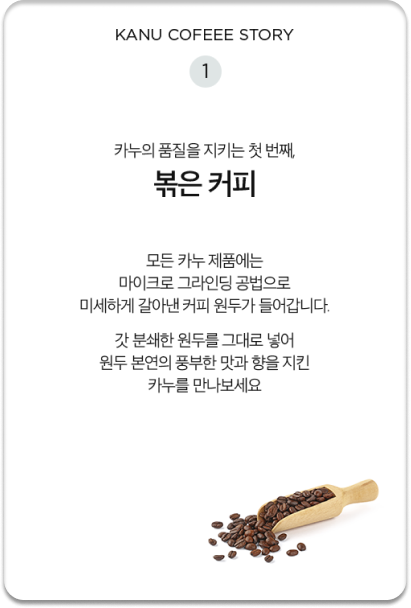 KANU COFEEE STORY
1
카누의 품질을 지키는 첫 번째,
볶은 커피
모든 카누 제품에는
마이크로 그라인딩 공법으로
미세하게 갈아낸 커피 원두가 들어갑니다.
갓 분쇄한 원두를 그대로 넣어
원두 본연의 풍부한 맛과 향을 지킨
카누를 만나보세요